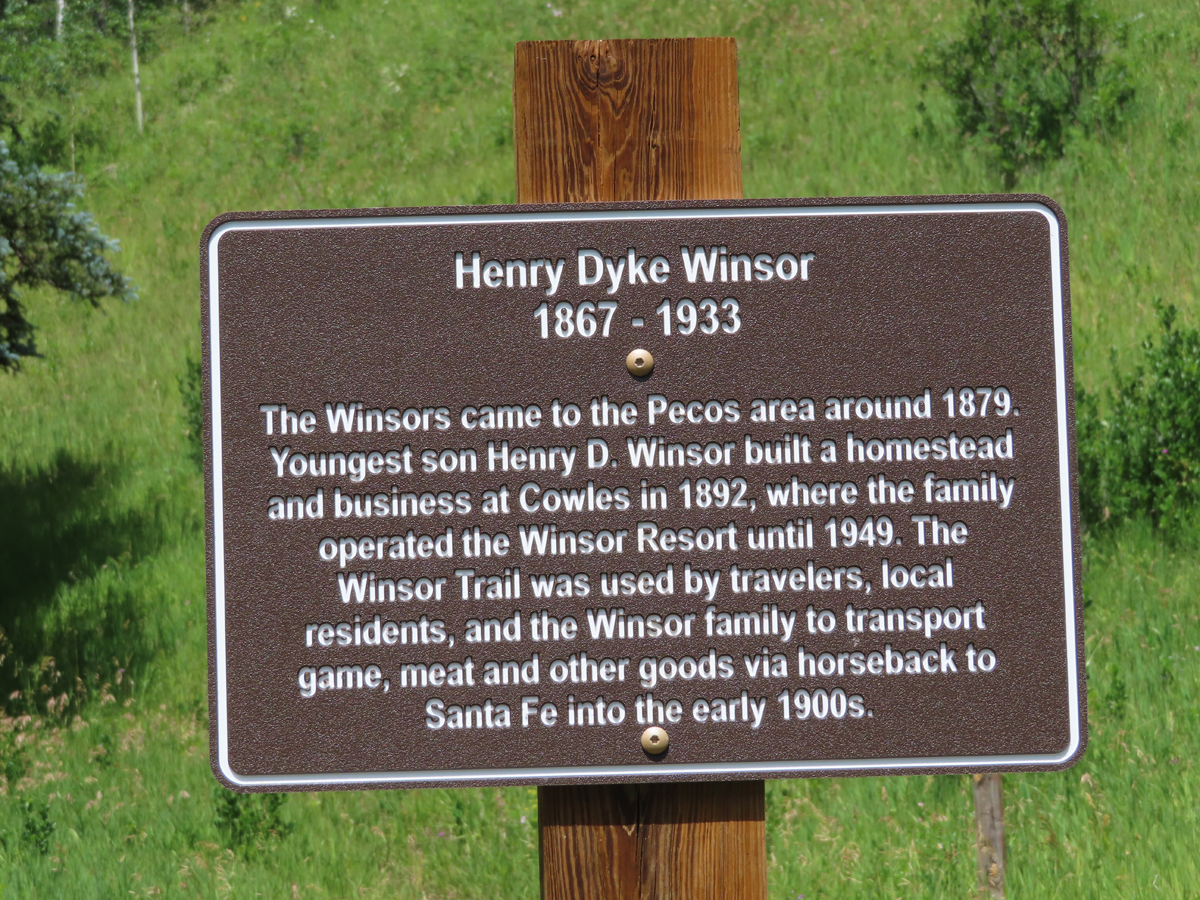 Henry Dyke Winsor
1867 - 1933
The Winsors came to the Pecos area around 1879.
Youngest son Henry D. Winsor built a homestead
and business at Cowles in 1892, where the family
operated the Winsor Resort until 1949. The
Winsor Trail was used by travelers, local
residents, and the Winsor family to transport
game, meat and other goods via horseback to
Santa Fe into the early 1900s.